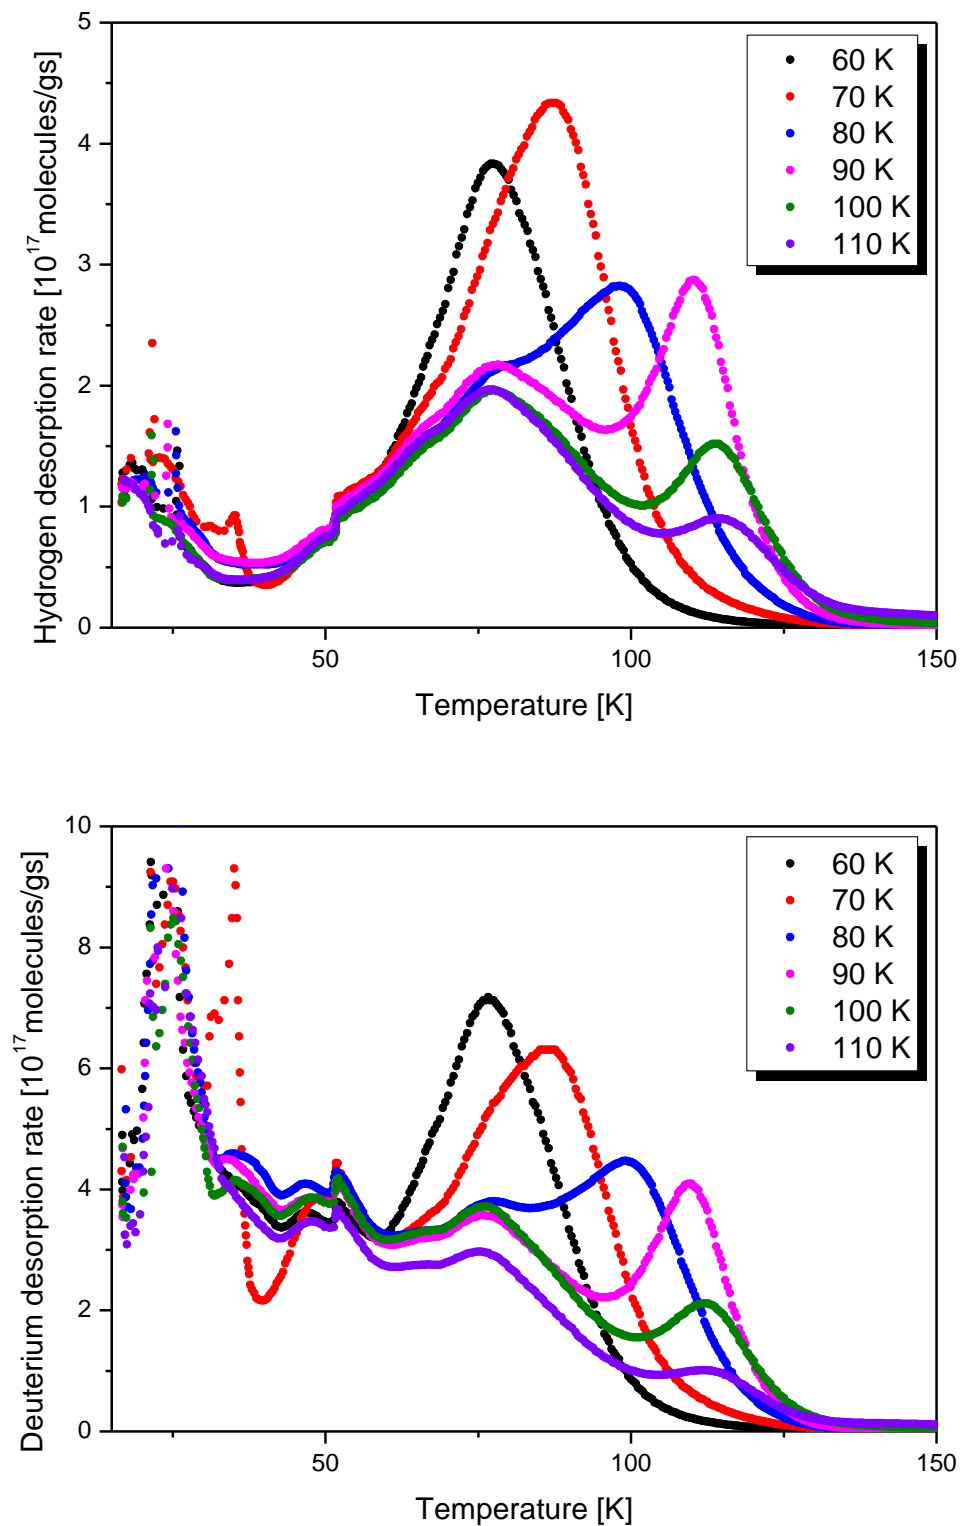 5
4
3
2
1
0
Hydrogen desorption rate [10^17 molecules/gs]
60 K
70 K
80 K
90 K
100 K
110 K
50
100
150
Temperature [K]
10
8
6
4
2
0
Deuterium desorption rate [10^17 molecules/gs]
60 K
70 K
80 K
90 K
100 K
110 K
50
100
150
Temperature [K]